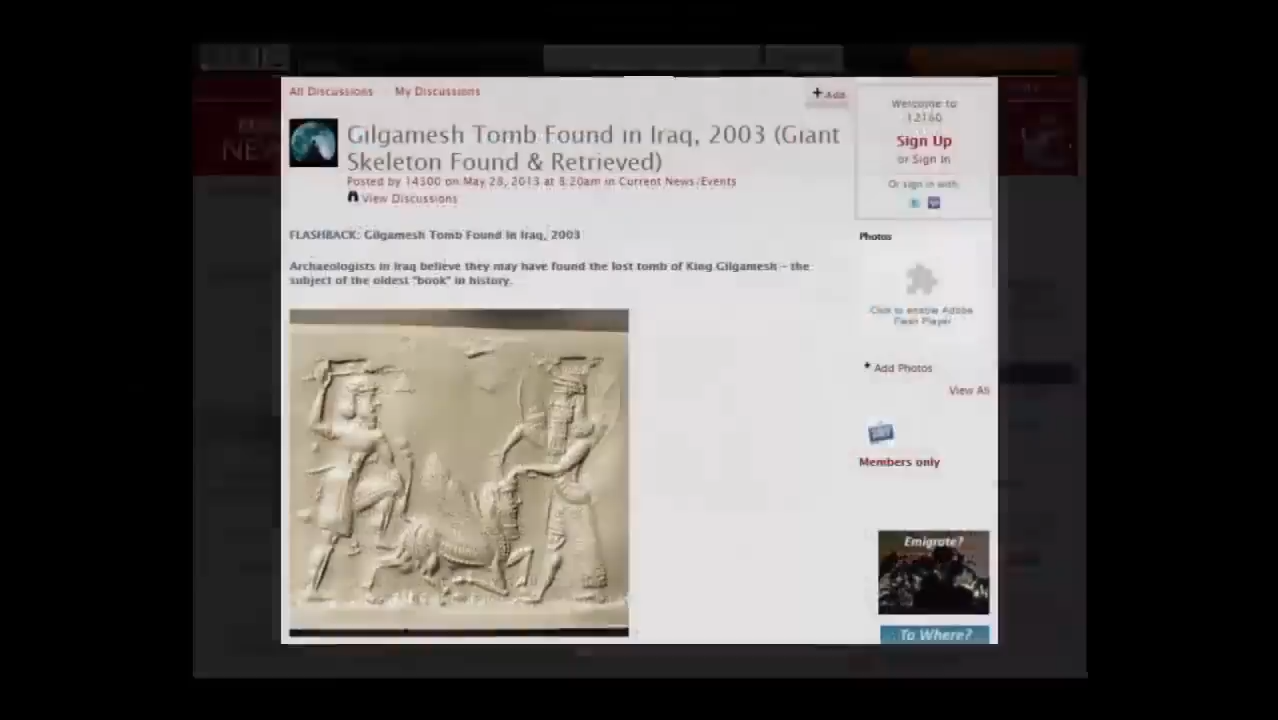 All Discussions
My Discussions
+ Add
Gilgamesh Tomb Found in Iraq, 2003 (Giant
Skeleton Found & Retrieved)
Posted by 14300 on May 28, 2013 at 8:20am in Current News/Events
View Discussions
FLASHBACK: Gilgamesh Tomb Found in Iraq, 2003
Archaeologists in Iraq believe they may have found the lost tomb of King Gilgamesh – the
subject of the oldest "book" in history.
Welcome to
12160
Sign Up
or Sign In
Or sign in with:
Photos
Click to enable Adobe
Flash Player
+ Add Photos
View All
Members only
Emigrate?
To Where?